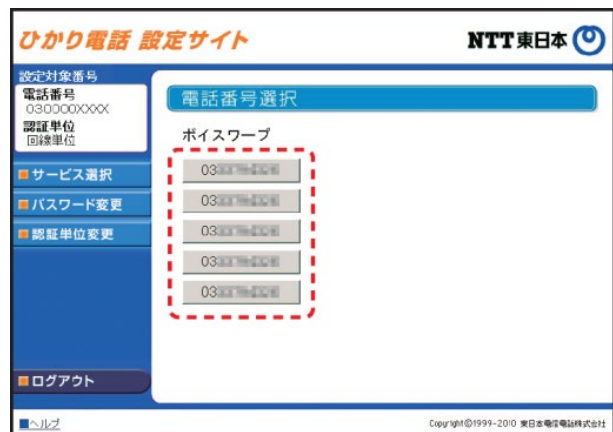 ひかり電話 設定サイト
NTT東日本
設定対象番号
電話番号
030000XXXX
認証単位
回線単位
サービス選択
パスワード変更
認証単位変更
ログアウト
電話番号選択
ボイスワープ
03
03
03
03
03
ヘルプ
Copyright©1999-2010 東日本電信電話株式会社